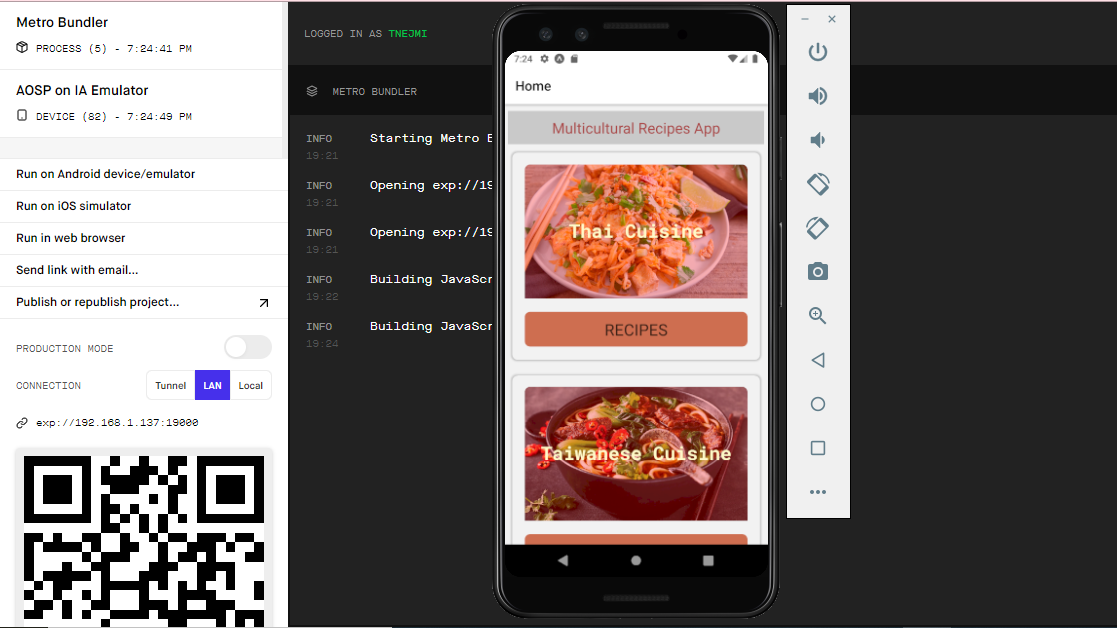 Metro Bundler
PROCESS (5) - 7:24:41 PM
AOSP on IA Emulator
DEVICE (82) - 7:24:49 PM
Run on Android device/emulator
Run on iOS simulator
Run in web browser
Send link with email...
Publish or republish project...
PRODUCTION MODE
CONNECTION
Tunnel
LAN
Local
exp://192.168.1.137:19000
LOGGED IN AS TNEJMI
METRO BUNDLER
INFO Starting Metro
19:21
INFO Opening exp://19
19:21
INFO Opening exp://19
19:21
INFO Building JavaScr
19:22
INFO Building JavaScr
19:24
7:24
Home
Multicultural Recipes App
Thai Cuisine
RECIPES
Taiwanese Cuisine